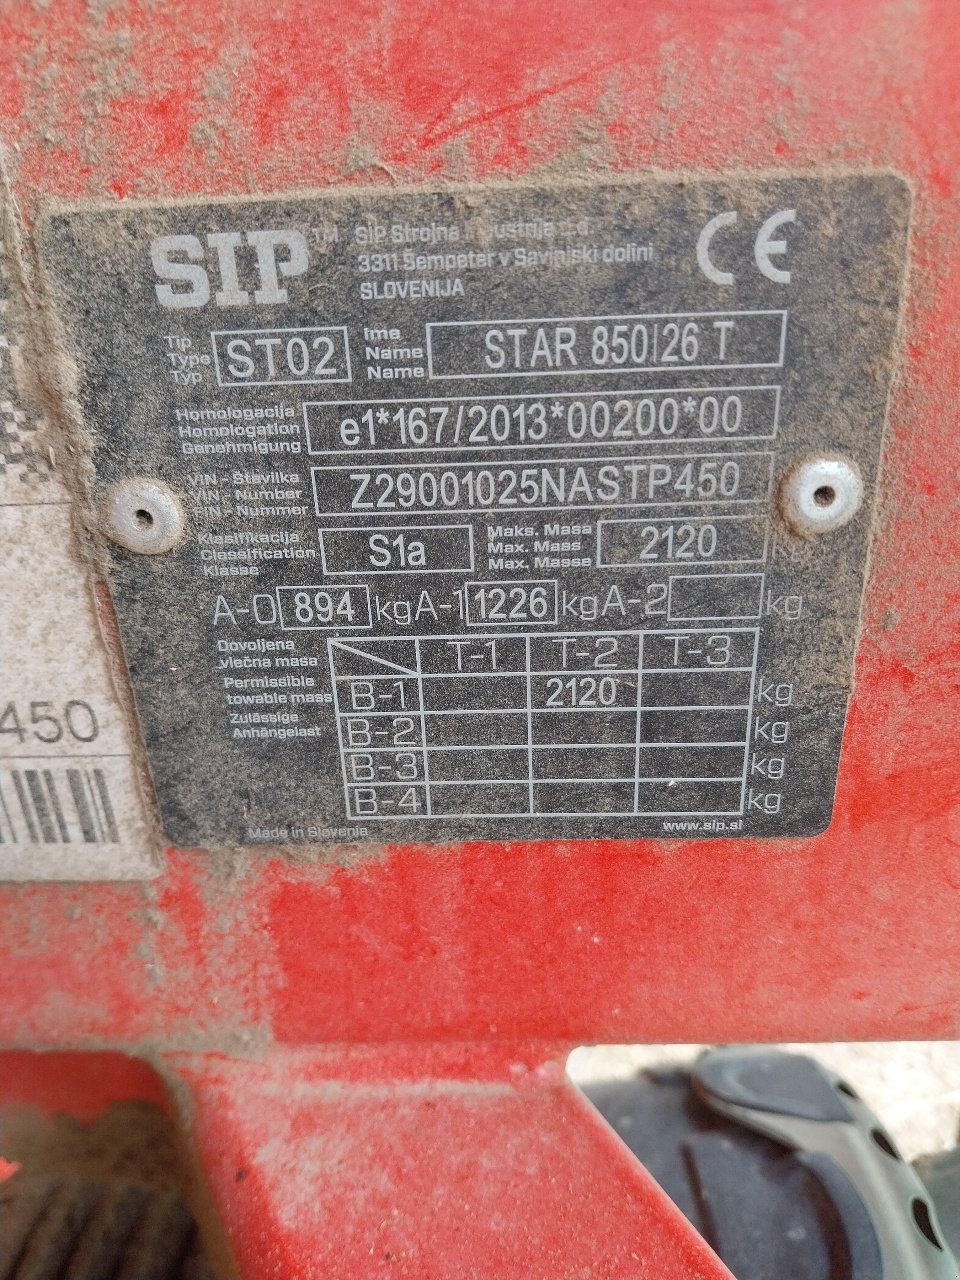 SIP™ SIP Strojna Industrija d.d.
3311 Šempeter v Savinjski dolini
SLOVENIJA
CE
Tip
Type
Typ
ST02
Ime
Name
Name
STAR 850|26 T
Homologacija
Homologation
Genehmigung
e1*167/2013*00200*00
VIN - Številka
VIN - Number
FIN - Nummer
Z29001025NASTP450
Klasifikacija
Classification
Klasse
S1a
Maks. Masa
Max. Mass
Max. Masse
2120 kg
A-0 894 kg A-1 1226 kg A-2 kg
Dovoljena
vlečna masa
Permissible
towable mass
Zulässige
Anhängelast
T-1 T-2 T-3
B-1 2120 kg
B-2 kg
B-3 kg
B-4 kg
Made in Slovenia
www.sip.si
450